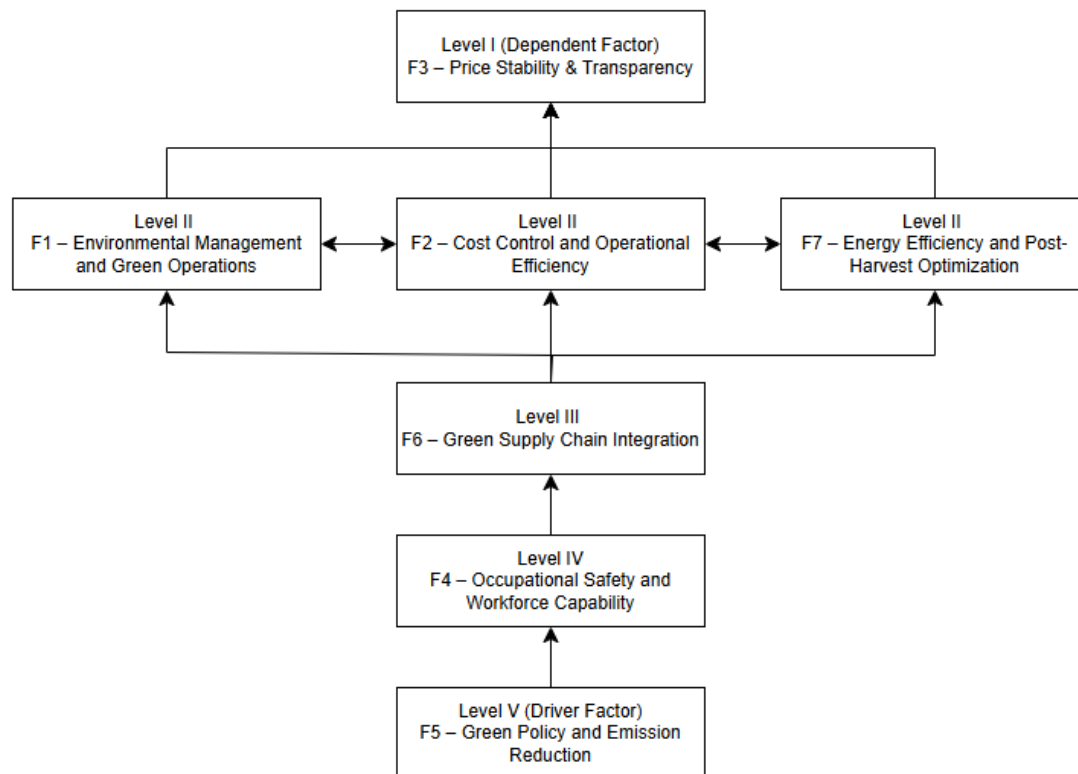 Level I (Dependent Factor)
F3 – Price Stability & Transparency
Level II
F1 – Environmental Management
and Green Operations
Level II
F2 – Cost Control and Operational
Efficiency
Level II
F7 – Energy Efficiency and Post-
Harvest Optimization
Level III
F6 – Green Supply Chain Integration
Level IV
F4 – Occupational Safety and
Workforce Capability
Level V (Driver Factor)
F5 – Green Policy and Emission
Reduction